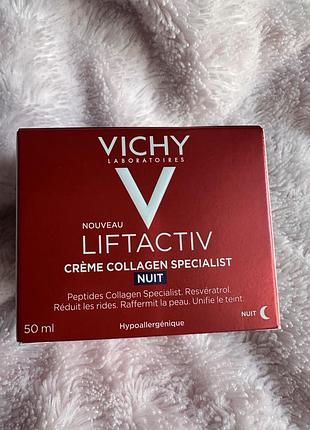 VICHY
LABORATOIRES
NOUVEAU
LIFTACTIV
CRÈME COLLAGEN SPECIALIST
NUIT
Peptides Collagen Specialist. Resvératrol.
Réduit les rides. Raffermit la peau. Unifie le teint.
50 ml
Hypoallergénique
NUIT